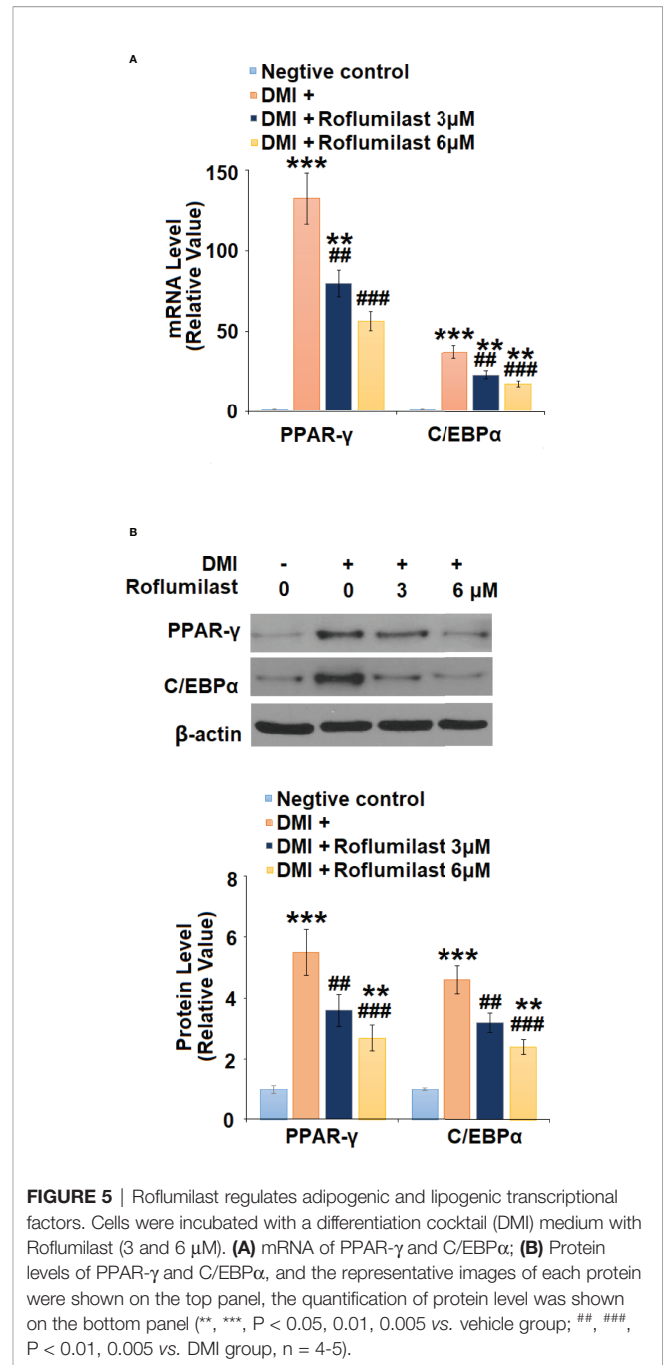 A
Negtive control
DMI +
DMI + Roflumilast 3μM
DMI + Roflumilast 6μM
mRNA Level
(Relative Value)
150
100
50
0
***
**
##
###
***
**
##
**
###
PPAR-γ C/EBPα
B
DMI - + + +
Roflumilast 0 0 3 6 μM
PPAR-γ
C/EBPα
β-actin
Negtive control
DMI +
DMI + Roflumilast 3μM
DMI + Roflumilast 6μM
Protein Level
(Relative Value)
8
6
4
2
0
***
##
**
###
***
##
**
###
PPAR-γ C/EBPα
FIGURE 5 | Roflumilast regulates adipogenic and lipogenic transcriptional
factors. Cells were incubated with a differentiation cocktail (DMI) medium with
Roflumilast (3 and 6 μM). (A) mRNA of PPAR-γ and C/EBPα; (B) Protein
levels of PPAR-γ and C/EBPα, and the representative images of each protein
were shown on the top panel, the quantification of protein level was shown
on the bottom panel (**, ***, P < 0.05, 0.01, 0.005 vs. vehicle group; ##, ###,
P < 0.01, 0.005 vs. DMI group, n = 4-5).